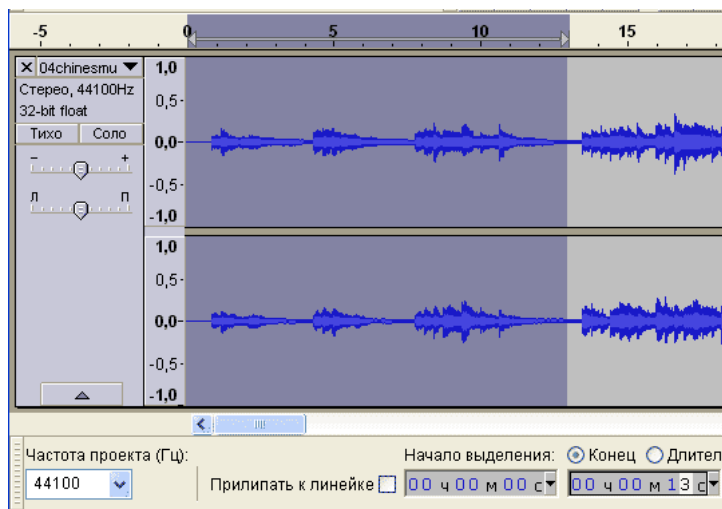 -5 0 5 10 15
04chinesmu
Стерео, 44100Hz
32-bit float
Тихо Соло
- +
Л П
1,0
0,5-
0,0-
-0,5-
-1,0
1,0
0,5-
0,0-
-0,5-
-1,0
Частота проекта (Гц): Начало выделения: Конец Длител
44100 Прилипать к линейке 00 ч 00 м 00 с 00 ч 00 м 13 с